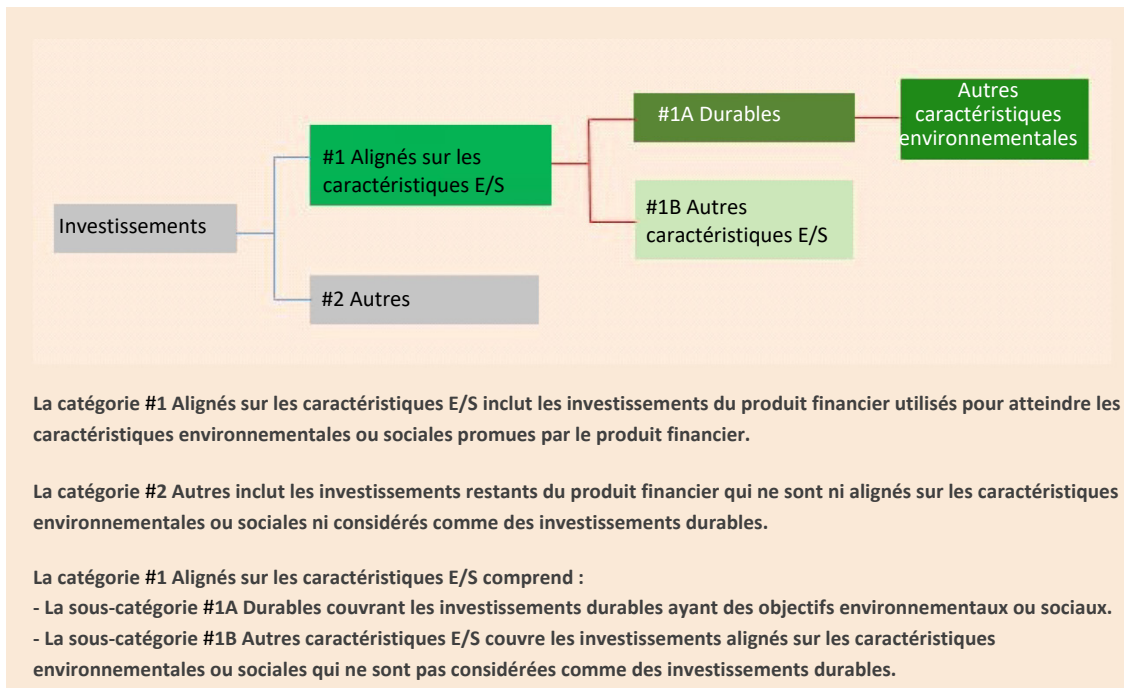 Autres
caractéristiques
environnementales
#1A Durables
#1 Alignés sur les
caractéristiques E/S
#1B Autres
caractéristiques E/S
Investissements
#2 Autres
La catégorie #1 Alignés sur les caractéristiques E/S inclut les investissements du produit financier utilisés pour atteindre les
caractéristiques environnementales ou sociales promues par le produit financier.
La catégorie #2 Autres inclut les investissements restants du produit financier qui ne sont ni alignés sur les caractéristiques
environnementales ou sociales ni considérés comme des investissements durables.
La catégorie #1 Alignés sur les caractéristiques E/S comprend :
- La sous-catégorie #1A Durables couvrant les investissements durables ayant des objectifs environnementaux ou sociaux.
- La sous-catégorie #1B Autres caractéristiques E/S couvre les investissements alignés sur les caractéristiques
environnementales ou sociales qui ne sont pas considérées comme des investissements durables.